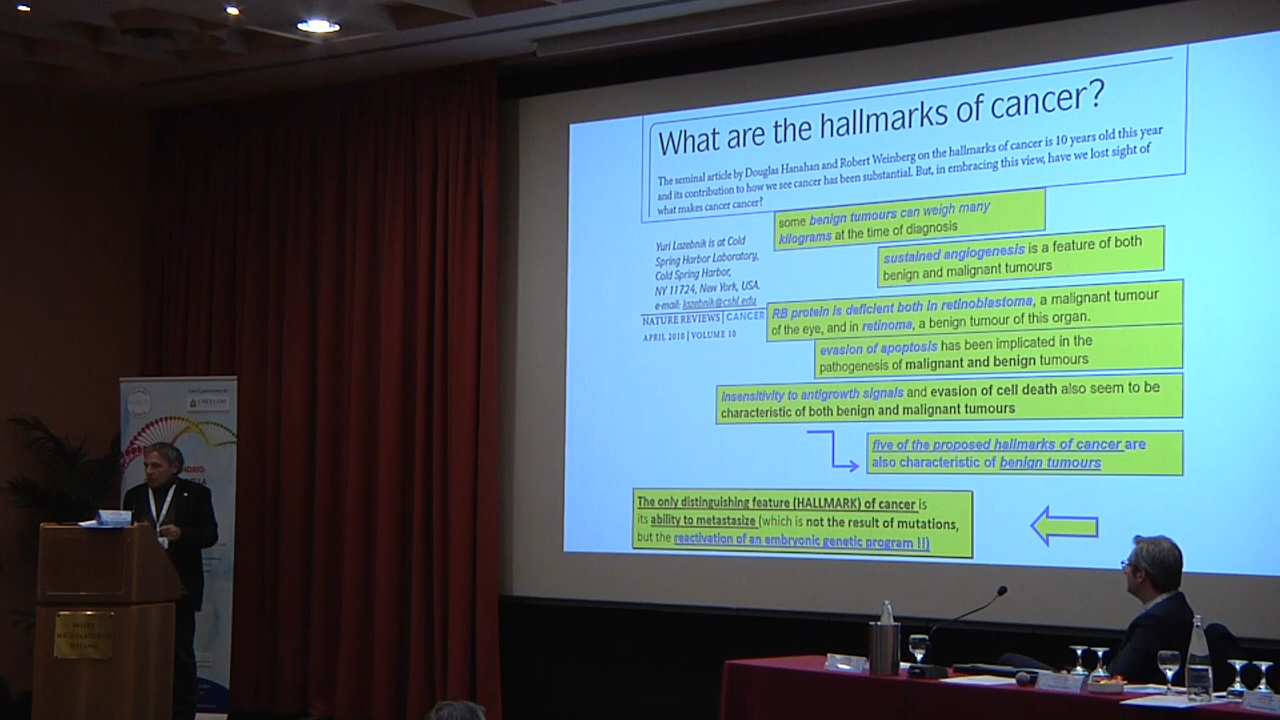 What are the hallmarks of cancer?
The seminal article by Douglas Hanahan and Robert Weinberg on the hallmarks of cancer is 10 years old this year
and its contribution to how we see cancer has been substantial. But, in embracing this view, have we lost sight of
what makes cancer cancer?
some benign tumours can weigh many
kilograms at the time of diagnosis
Yuri Lazebnik is at Cold
Spring Harbor Laboratory,
Cold Spring Harbor,
NY 11724, New York, USA.
e-mail: lazebnik@cshl.edu
NATURE REVIEWS | CANCER
APRIL 2010 | VOLUME 10
sustained angiogenesis is a feature of both
benign and malignant tumours
RB protein is deficient both in retinoblastoma, a malignant tumour
of the eye, and in retinoma, a benign tumour of this organ.
evasion of apoptosis has been implicated in the
pathogenesis of malignant and benign tumours
insensitivity to antigrowth signals and evasion of cell death also seem to be
characteristic of both benign and malignant tumours
five of the proposed hallmarks of cancer are
also characteristic of benign tumours
The only distinguishing feature (HALLMARK) of cancer is
its ability to metastasize (which is not the result of mutations,
but the reactivation of an embryonic genetic program !!)